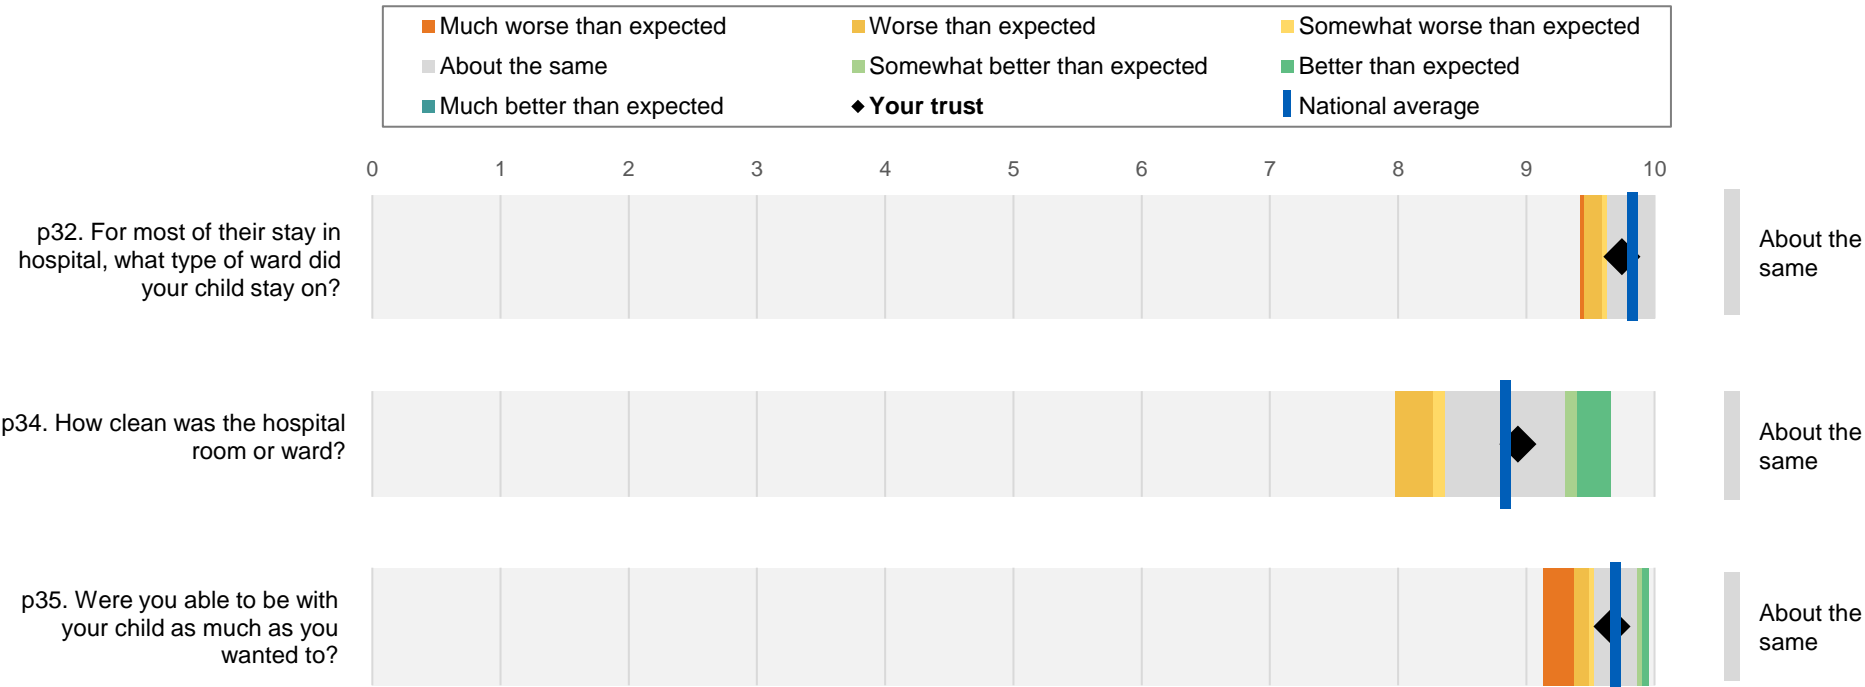 Much worse than expected
Worse than expected
Somewhat worse than expected
About the same
Somewhat better than expected
Better than expected
Much better than expected
Your trust
National average
0 1 2 3 4 5 6 7 8 9 10
p32. For most of their stay in
hospital, what type of ward did
your child stay on?
About the
same
p34. How clean was the hospital
room or ward?
About the
same
p35. Were you able to be with
your child as much as you
wanted to?
About the
same